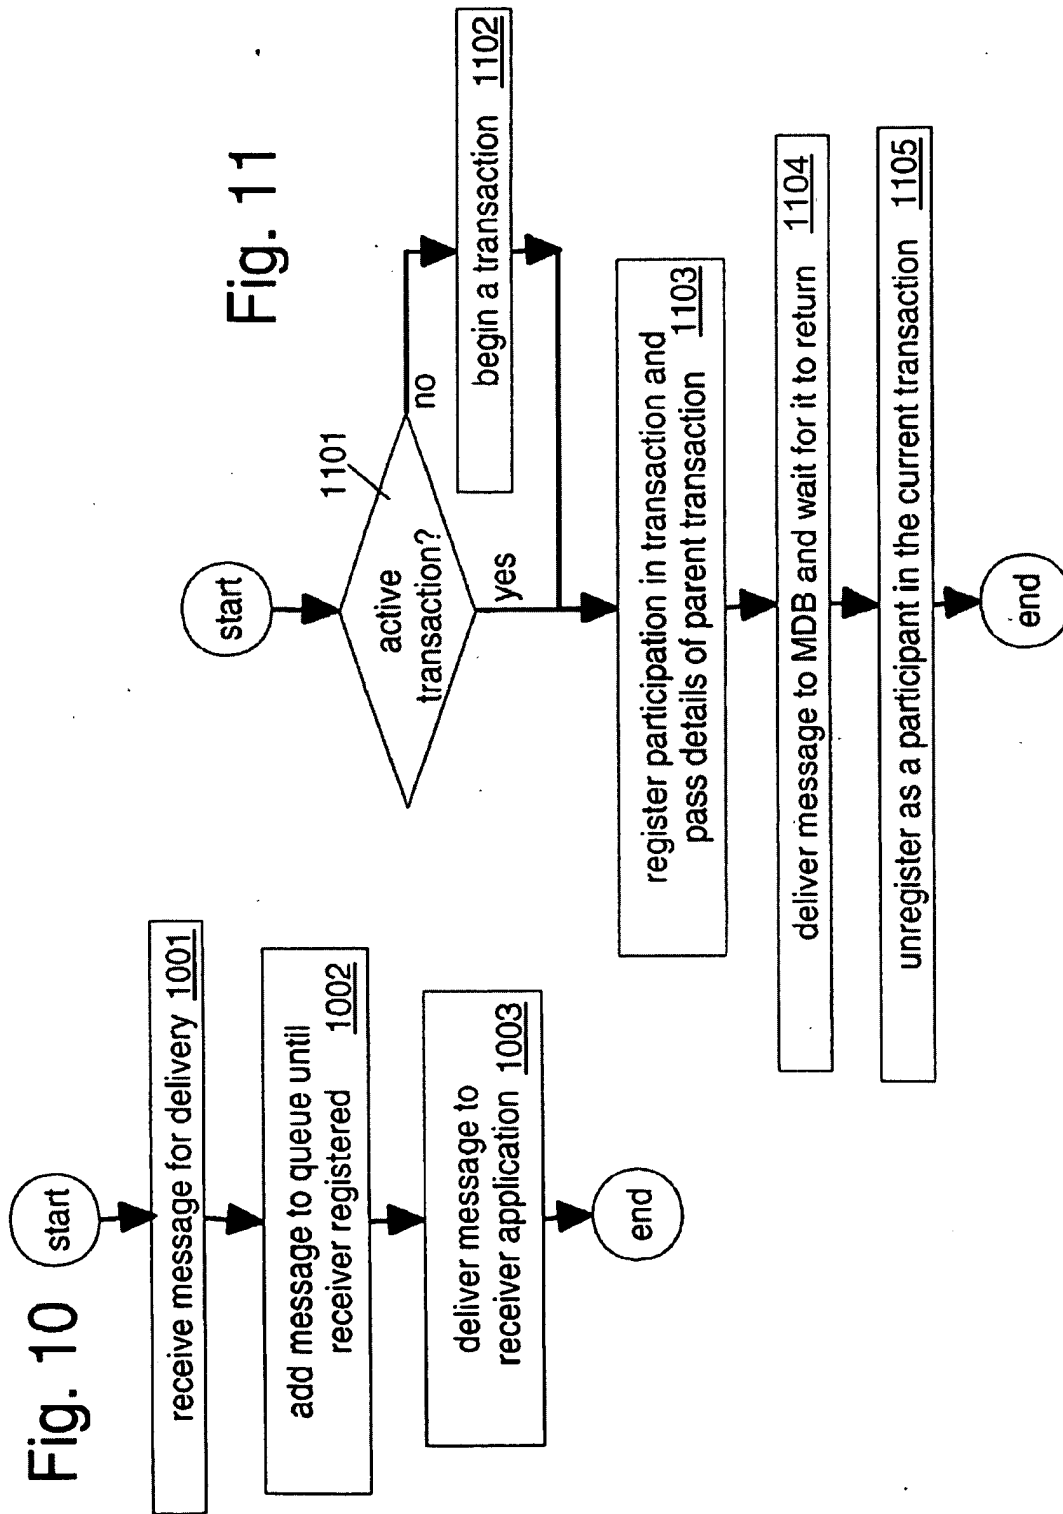 Fig. 10
start
receive message for delivery 1001
add message to queue until
receiver registered 1002
deliver message to
receiver application 1003
end
Fig. 11
start
1101
active
transaction?
no
yes
begin a transaction 1102
register participation in transaction and
pass details of parent transaction 1103
deliver message to MDB and wait for it to return 1104
unregister as a participant in the current transaction 1105
end